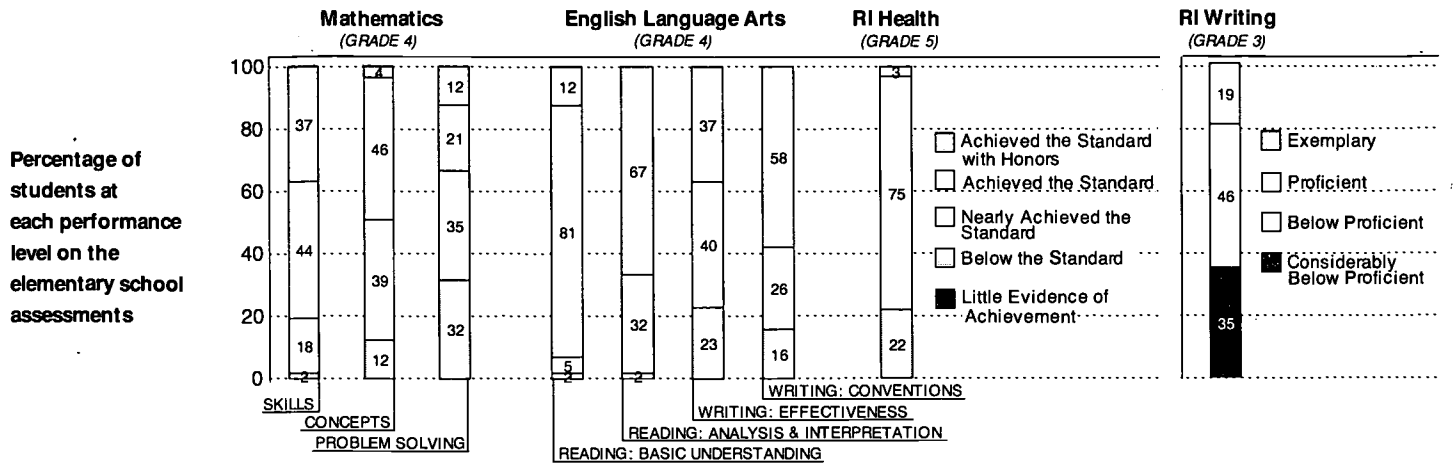 Mathematics
(GRADE 4)
English Language Arts
(GRADE 4)
RI Health
(GRADE 5)
RI Writing
(GRADE 3)
Percentage of
students at
each performance
level on the
elementary school
assessments
100
80
60
40
20
0
37
44
18
2
4
46
39
12
12
21
35
32
12
81
5
2
67
32
2
37
40
23
58
26
16
3
75
22
Achieved the Standard
with Honors
Achieved the Standard
Nearly Achieved the
Standard
Below the Standard
Little Evidence of
Achievement
19
46
35
Exemplary
Proficient
Below Proficient
Considerably
Below Proficient
SKILLS
CONCEPTS
PROBLEM SOLVING
WRITING: CONVENTIONS
WRITING: EFFECTIVENESS
READING: ANALYSIS & INTERPRETATION
READING: BASIC UNDERSTANDING